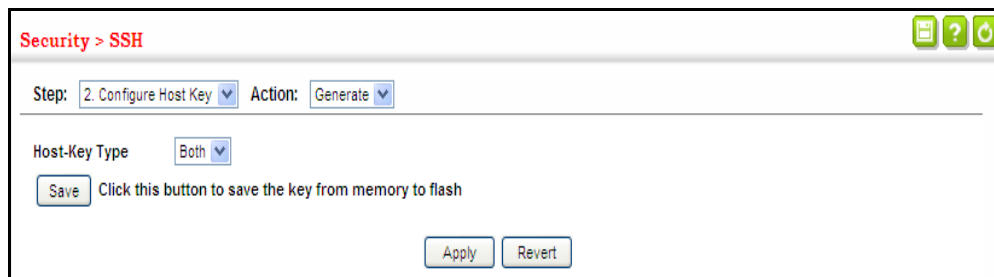 Security > SSH
?
Step: 2. Configure Host Key Action: Generate
Host-Key Type Both
Save Click this button to save the key from memory to flash
Apply Revert